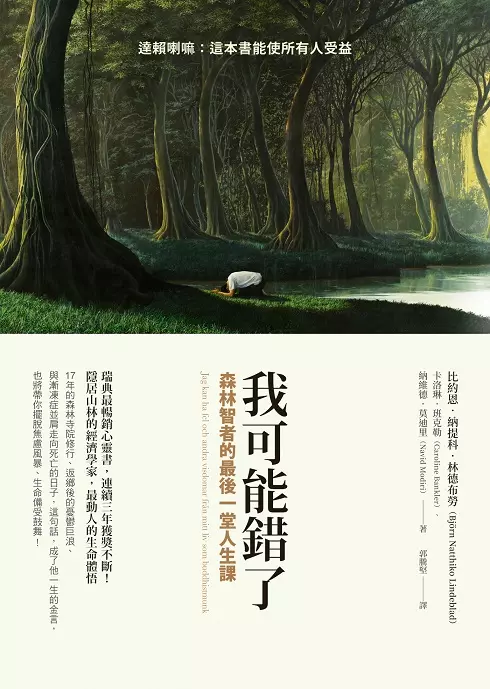 達賴喇嘛：這本書能使所有人受益
比約恩．納提科．林德布勞（Björn Natthiko Lindeblad）、
卡洛琳．班克勒（Caroline Bankler）、
納維德．莫迪里（Navid Modiri）——著　郭騰堅——譯
我可能錯了
森林智者的最後一堂人生課
Jag kan ha fel och andra visdomar från mitt liv som buddhistmunk
瑞典最暢銷心靈書，連續三年獲獎不斷！
隱居山林的經濟學家，最動人的生命體悟
17年的森林寺院修行、返鄉後的憂鬱巨浪、
與漸凍症並肩走向死亡的日子，這句話，成了他一生的金言，
也將帶你擺脫焦慮風暴、生命備受鼓舞！